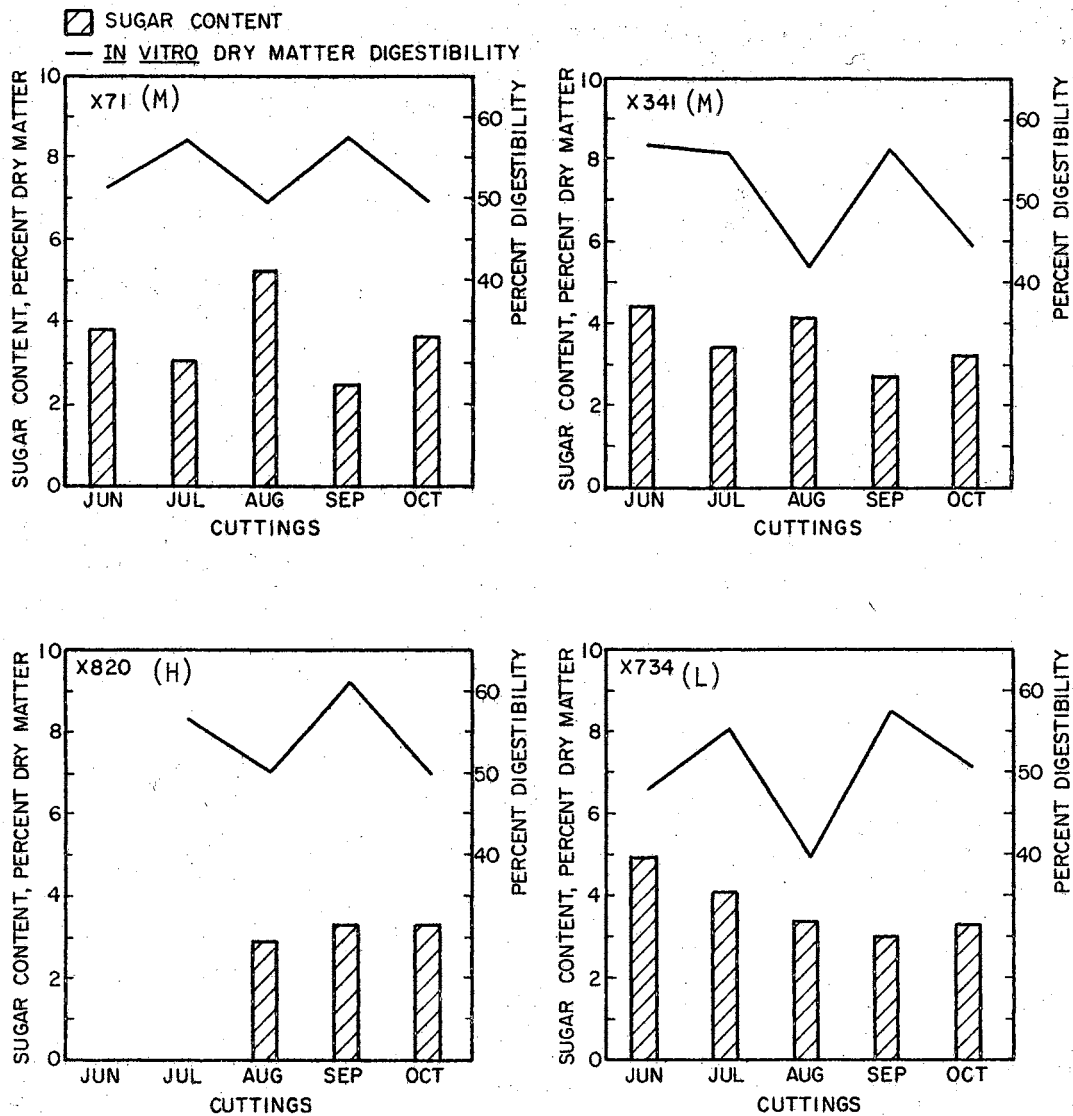 SUGAR CONTENT
IN VITRO DRY MATTER DIGESTIBILITY
X71 (M)
SUGAR CONTENT, PERCENT DRY MATTER
10
8
6
4
2
0
60
50
40
PERCENT DIGESTIBILITY
JUN JUL AUG SEP OCT
CUTTINGS
X341 (M)
SUGAR CONTENT, PERCENT DRY MATTER
10
8
6
4
2
0
60
50
40
PERCENT DIGESTIBILITY
JUN JUL AUG SEP OCT
CUTTINGS
X820 (H)
SUGAR CONTENT, PERCENT DRY MATTER
10
8
6
4
2
0
60
50
40
PERCENT DIGESTIBILITY
JUN JUL AUG SEP OCT
CUTTINGS
X734 (L)
SUGAR CONTENT, PERCENT DRY MATTER
10
8
6
4
2
0
60
50
40
PERCENT DIGESTIBILITY
JUN JUL AUG SEP OCT
CUTTINGS